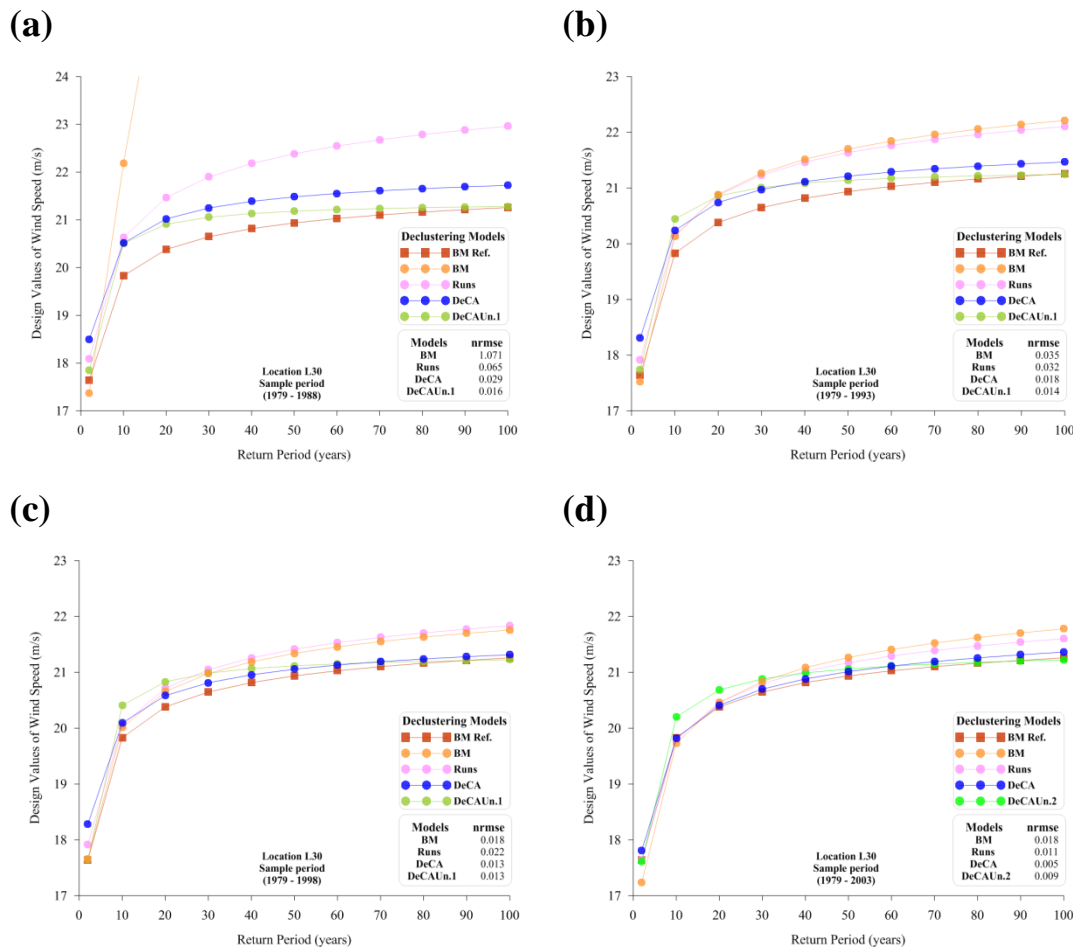 (a)
24
23
22
21
20
19
18
17
Design Values of Wind Speed (m/s)
0 10 20 30 40 50 60 70 80 90 100
Return Period (years)
Declustering Models
BM Ref.
BM
Runs
DeCA
DeCAUn.1
Models nrmse
BM 1.071
Runs 0.065
DeCA 0.029
DeCAUn.1 0.016
Location L30
Sample period
(1979 - 1988)
(b)
23
22
21
20
19
18
17
Design Values of Wind Speed (m/s)
0 10 20 30 40 50 60 70 80 90 100
Return Period (years)
Declustering Models
BM Ref.
BM
Runs
DeCA
DeCAUn.1
Models nrmse
BM 0.035
Runs 0.032
DeCA 0.018
DeCAUn.1 0.014
Location L30
Sample period
(1979 - 1993)
(c)
23
22
21
20
19
18
17
Design Values of Wind Speed (m/s)
0 10 20 30 40 50 60 70 80 90 100
Return Period (years)
Declustering Models
BM Ref.
BM
Runs
DeCA
DeCAUn.1
Models nrmse
BM 0.018
Runs 0.022
DeCA 0.013
DeCAUn.1 0.013
Location L30
Sample period
(1979 - 1998)
(d)
23
22
21
20
19
18
17
Design Values of Wind Speed (m/s)
0 10 20 30 40 50 60 70 80 90 100
Return Period (years)
Declustering Models
BM Ref.
BM
Runs
DeCA
DeCAUn.2
Models nrmse
BM 0.018
Runs 0.011
DeCA 0.005
DeCAUn.2 0.009
Location L30
Sample period
(1979 - 2003)